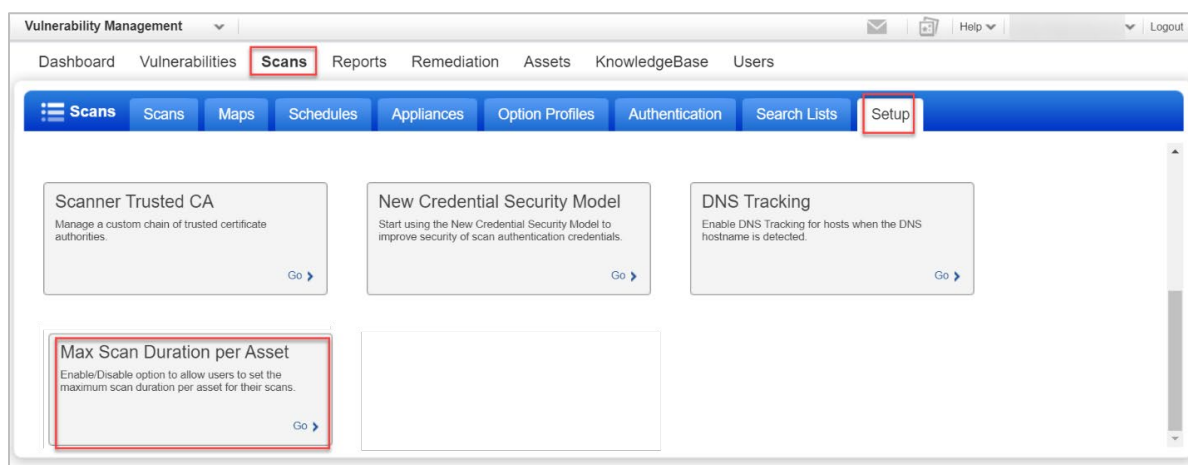 Vulnerability Management Help Logout
Dashboard Vulnerabilities Scans Reports Remediation Assets KnowledgeBase Users
Scans Scans Maps Schedules Appliances Option Profiles Authentication Search Lists Setup
Scanner Trusted CA
Manage a custom chain of trusted certificate
authorities.
Go
New Credential Security Model
Start using the New Credential Security Model to
improve security of scan authentication credentials.
Go
DNS Tracking
Enable DNS Tracking for hosts when the DNS
hostname is detected.
Go
Max Scan Duration per Asset
Enable/Disable option to allow users to set the
maximum scan duration per asset for their scans.
Go